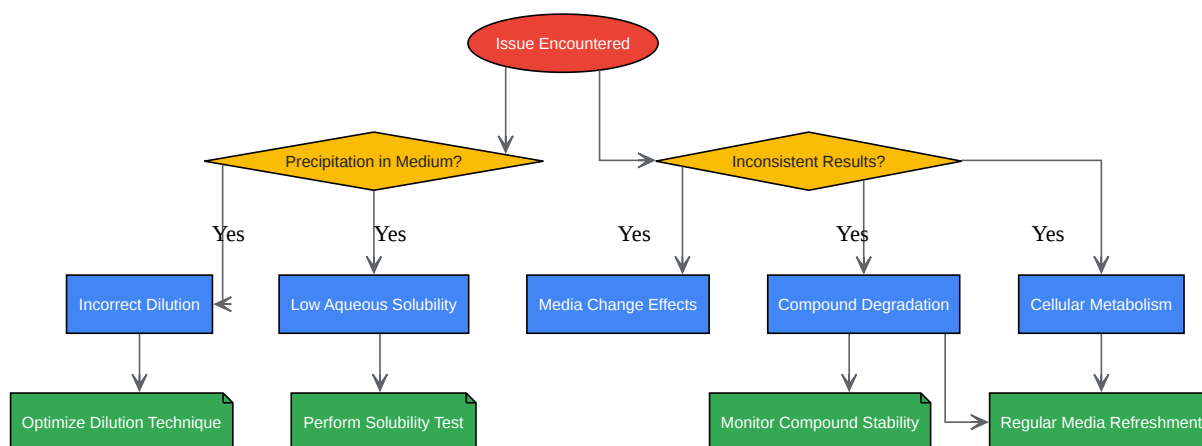 Issue Encountered
Precipitation in Medium?
Inconsistent Results?
Yes
Yes
Yes
Yes
Yes
Incorrect Dilution
Low Aqueous Solubility
Media Change Effects
Compound Degradation
Cellular Metabolism
Optimize Dilution Technique
Perform Solubility Test
Monitor Compound Stability
Regular Media Refreshment